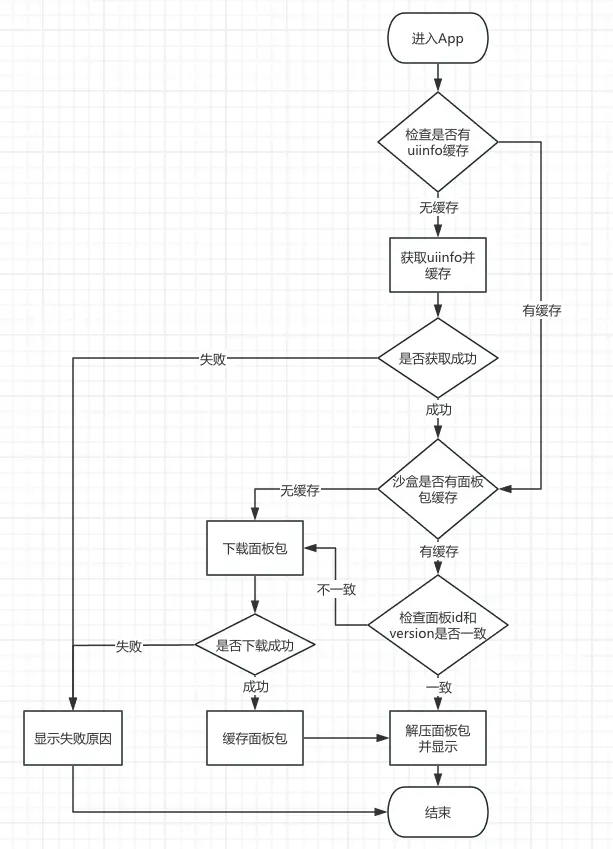 进入App
检查是否有
uiinfo缓存
无缓存
获取uiinfo并
缓存
有缓存
是否获取成功
失败
成功
沙盒是否有面板
包缓存
无缓存
下载面板包
有缓存
不一致
检查面板id和
version是否一致
是否下载成功
失败
成功
一致
显示失败原因
缓存面板包
解压面板包
并显示
结束